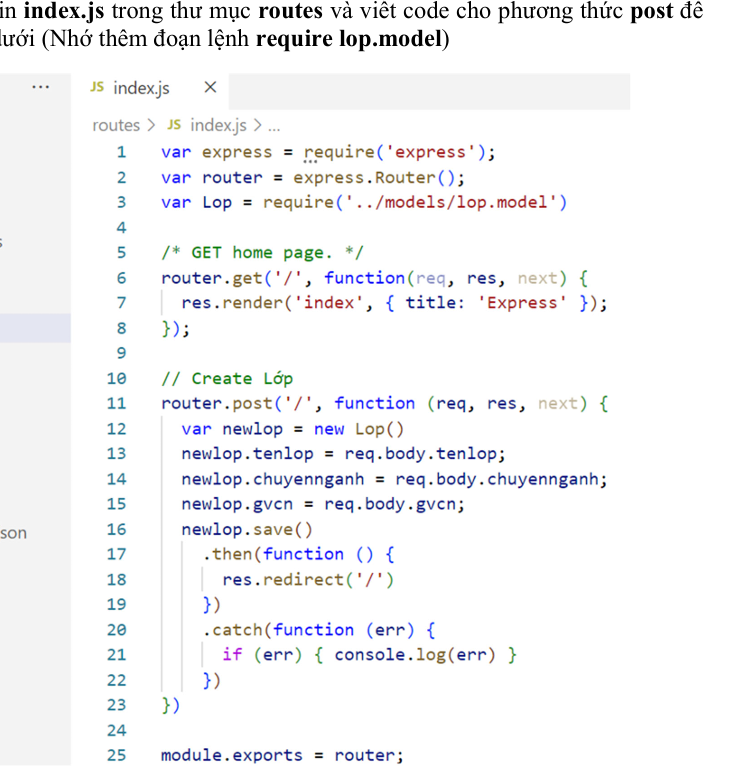 in index.js trong thư mục routes và viết code cho phương thức post để
dưới (Nhớ thêm đoạn lệnh require lop.model)
... JS index.js ×
routes > JS index.js > ...
1 var express = require('express');
2 var router = express.Router();
3 var Lop = require('../models/lop.model')
4
5 /* GET home page. */
6 router.get('/', function(req, res, next) {
7 res.render('index', { title: 'Express' });
8 });
9
10 // Create Lớp
11 router.post('/', function (req, res, next) {
12 var newlop = new Lop()
13 newlop.tenlop = req.body.tenlop;
14 newlop.chuyennganh = req.body.chuyennganh;
15 newlop.gvcn = req.body.gvcn;
16 newlop.save()
17 .then(function () {
18 res.redirect('/')
19 })
20 .catch(function (err) {
21 if (err) { console.log(err) }
22 })
23 })
24
25 module.exports = router;
son